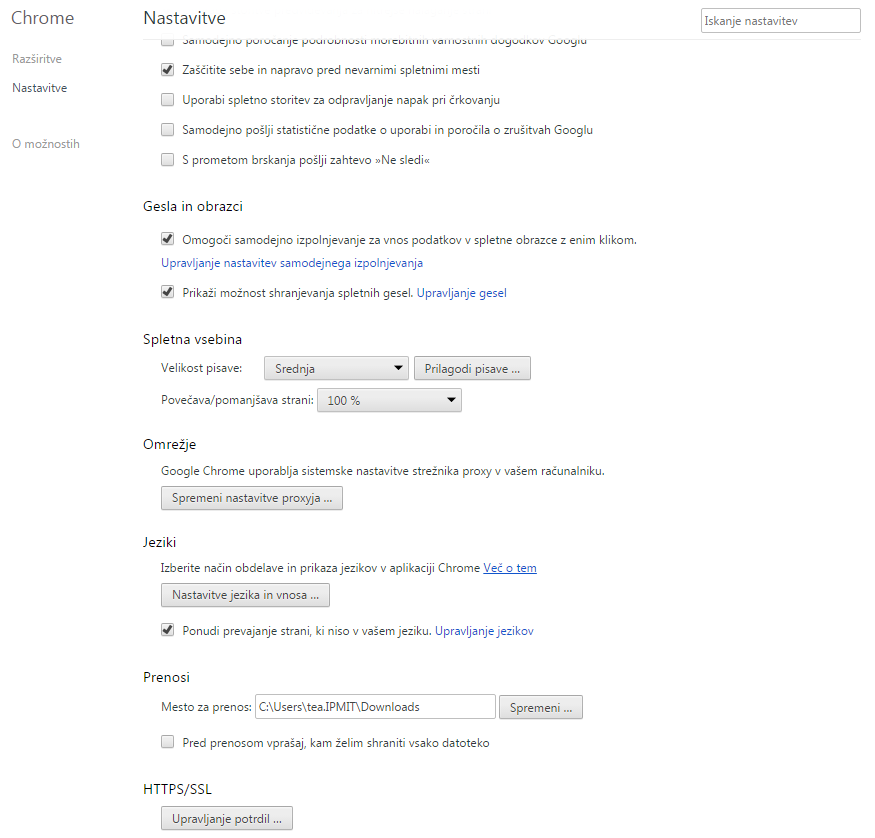 Chrome
Nastavitve
Iskanje nastavitev
Razširitve
Nastavitve
O možnostih
Samodejno poročanje podrobnosti morebitnih varnostnih dogodkov Googlu
Zaščitite sebe in napravo pred nevarnimi spletnimi mesti
Uporabi spletno storitev za odpravljanje napak pri črkovanju
Samodejno pošlji statistične podatke o uporabi in poročila o zrušitvah Googlu
S prometom brskanja pošlji zahtevo »Ne sledi«
Gesla in obrazci
Omogoči samodejno izpolnjevanje za vnos podatkov v spletne obrazce z enim klikom.
Upravljanje nastavitev samodejnega izpolnjevanja
Prikaži možnost shranjevanja spletnih gesel. Upravljanje gesel
Spletna vsebina
Velikost pisave: Srednja Prilagodi pisave ...
Povečava/pomanjšava strani: 100 %
Omrežje
Google Chrome uporablja sistemske nastavitve strežnika proxy v vašem računalniku.
Spremeni nastavitve proxyja ...
Jeziki
Izberite način obdelave in prikaza jezikov v aplikaciji Chrome Več o tem
Nastavitve jezika in vnosa ...
Ponudi prevajanje strani, ki niso v vašem jeziku. Upravljanje jezikov
Prenosi
Mesto za prenos: C:\Users\tea.IPMIT\Downloads Spremeni ...
Pred prenosom vprašaj, kam želim shraniti vsako datoteko
HTTPS/SSL
Upravljanje potrdil ...